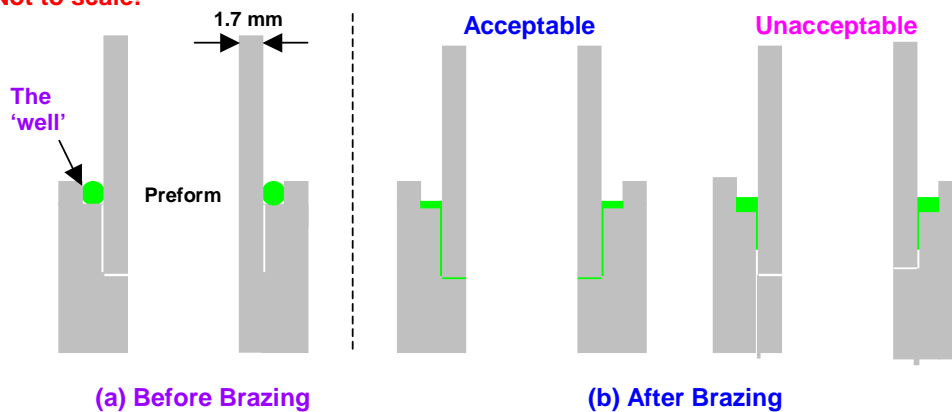 Not to scale.
1.7 mm
Acceptable
Unacceptable
The
‘well’
Preform
(a) Before Brazing
(b) After Brazing